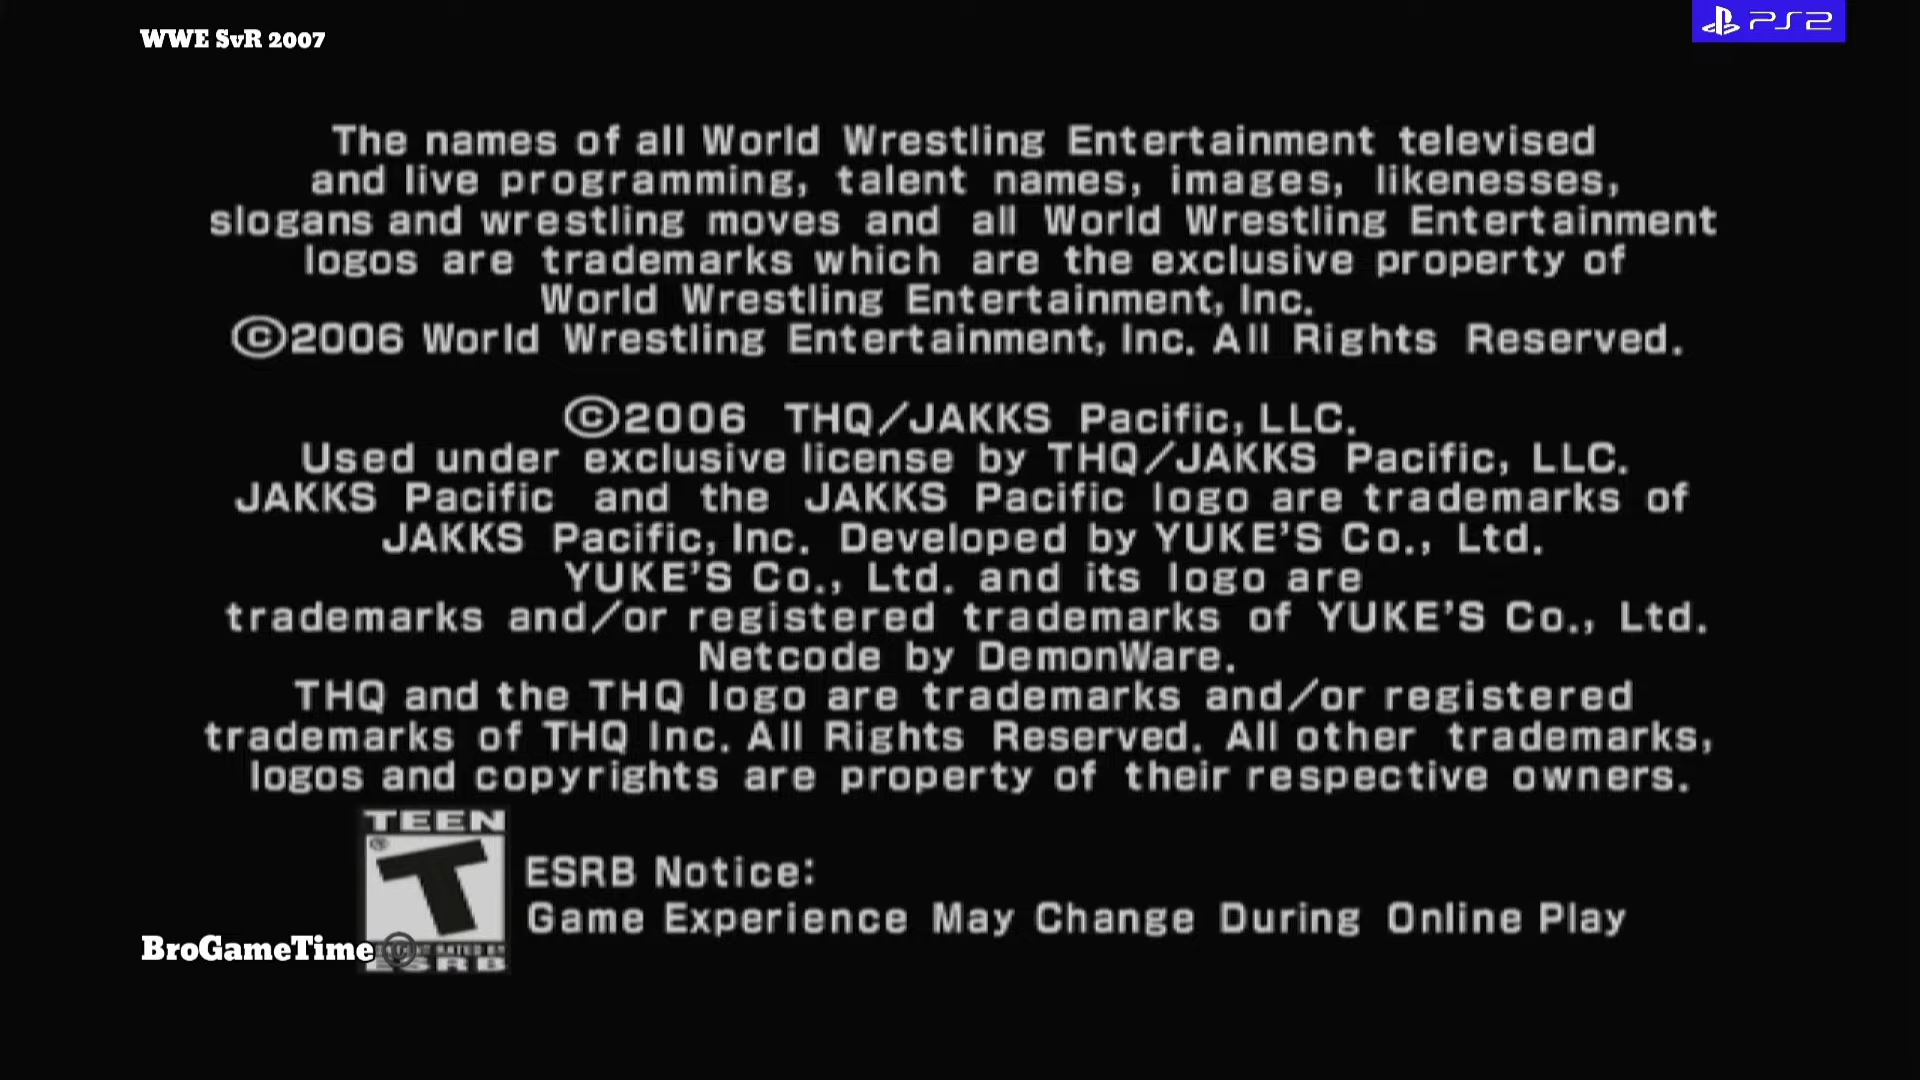 WWE SvR 2007
PS2
The names of all World Wrestling Entertainment televised
and live programming, talent names, images, likenesses,
slogans and wrestling moves and all World Wrestling Entertainment
logos are trademarks which are the exclusive property of
World Wrestling Entertainment, Inc.
©2006 World Wrestling Entertainment, Inc. All Rights Reserved.
©2006 THQ/JAKKS Pacific, LLC.
Used under exclusive license by THQ/JAKKS Pacific, LLC.
JAKKS Pacific and the JAKKS Pacific logo are trademarks of
JAKKS Pacific, Inc. Developed by YUKE'S Co., Ltd.
YUKE'S Co., Ltd. and its logo are
trademarks and/or registered trademarks of YUKE'S Co., Ltd.
Netcode by DemonWare.
THQ and the THQ logo are trademarks and/or registered
trademarks of THQ Inc. All Rights Reserved. All other trademarks,
logos and copyrights are property of their respective owners.
TEEN
T
RATED BY
ESRB
ESRB Notice:
Game Experience May Change During Online Play
BroGameTime ©